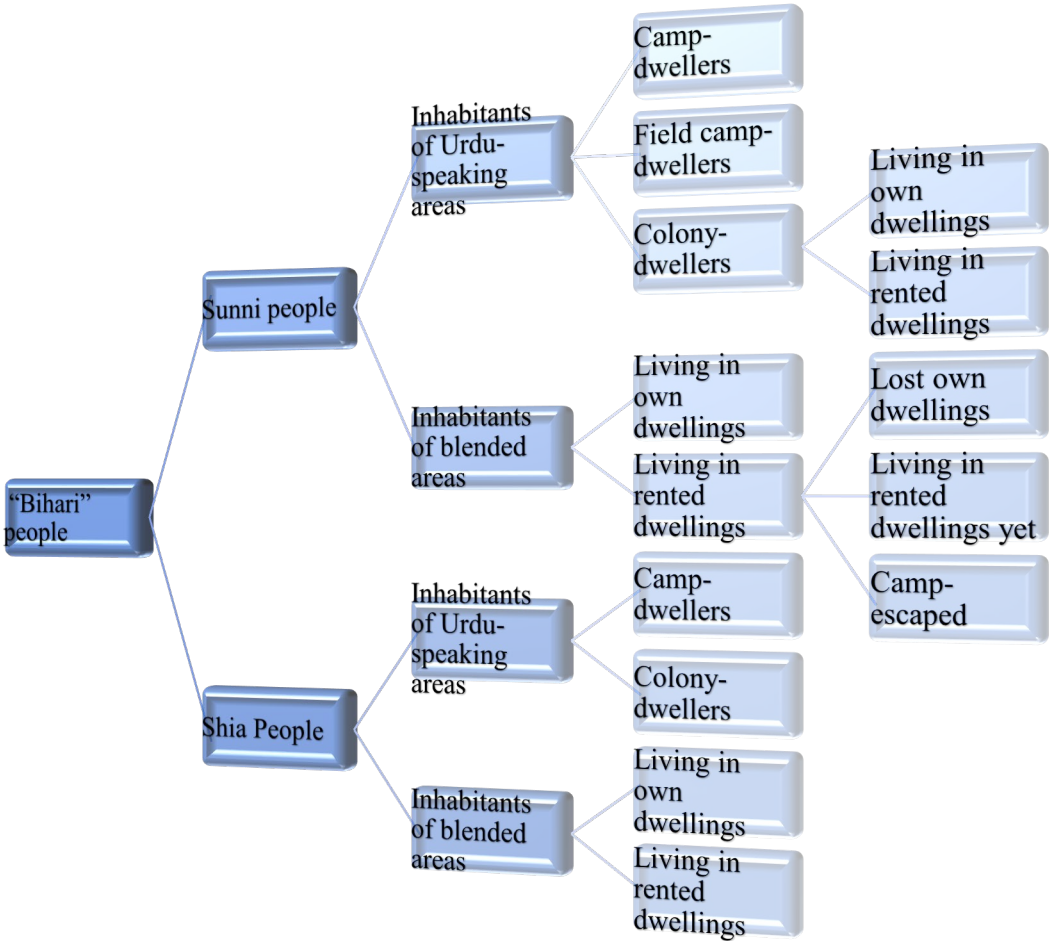 “Bihari”
people
Sunni people
Shia People
Inhabitants
of Urdu-
speaking
areas
Inhabitants
of blended
areas
Inhabitants
of Urdu-
speaking
areas
Inhabitants
of blended
areas
Camp-
dwellers
Field camp-
dwellers
Colony-
dwellers
Living in
own
dwellings
Living in
rented
dwellings
Camp-
dwellers
Colony-
dwellers
Living in
own
dwellings
Living in
rented
dwellings
Living in
own
dwellings
Living in
rented
dwellings
Lost own
dwellings
Living in
rented
dwellings yet
Camp-
escaped